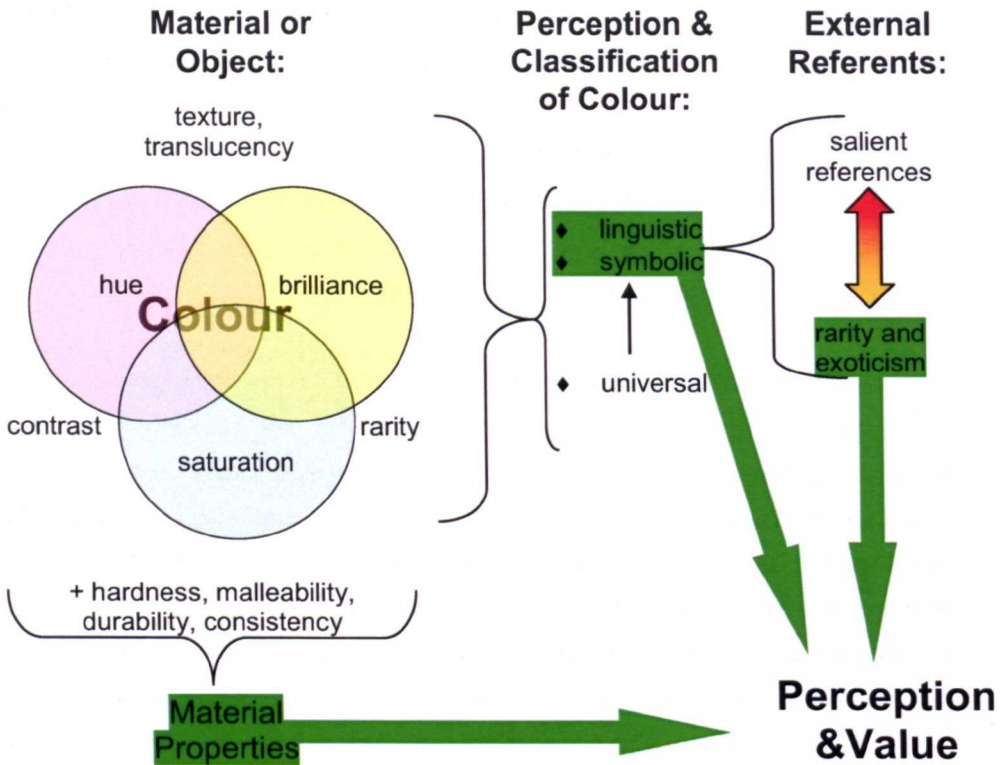 Material or
Object:
Perception &
Classification
of Colour:
External
Referents:
texture,
translucency
hue
brilliance
Colour
saturation
contrast
rarity
♦ linguistic
♦ symbolic
♦ universal
salient
references
rarity and
exoticism
+ hardness, malleability,
durability, consistency
Material
Properties
Perception
&Value